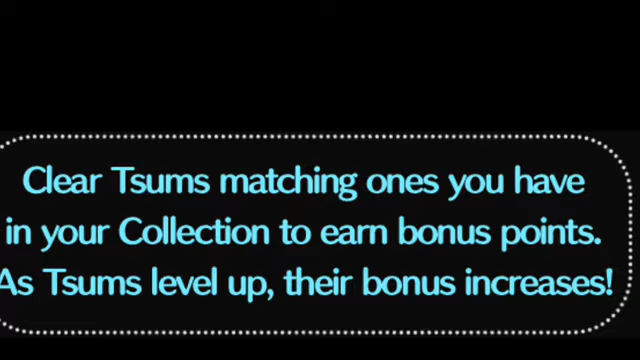 Clear Tsums matching ones you have
in your Collection to earn bonus points.
As Tsums level up, their bonus increases!